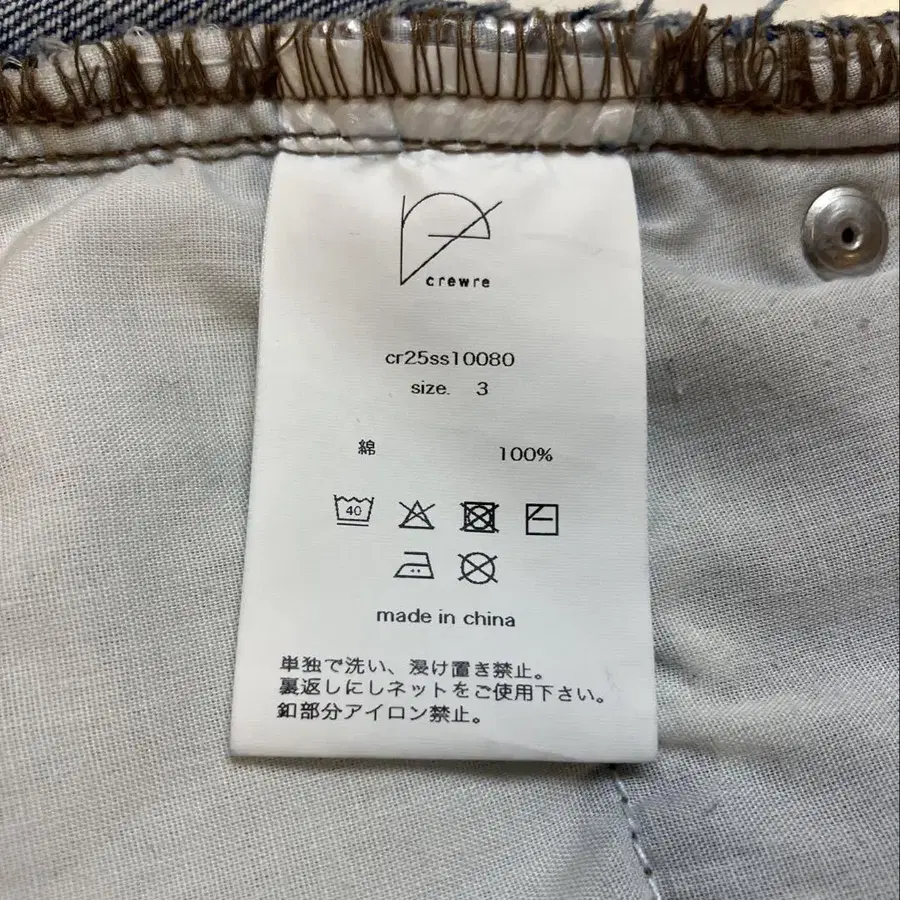 crewre
cr25ss10080
size. 3
綿 100%
40
made in china
単独で洗い、浸け置き禁止。
裏返しにしネットをご使用下さい。
釦部分アイロン禁止。